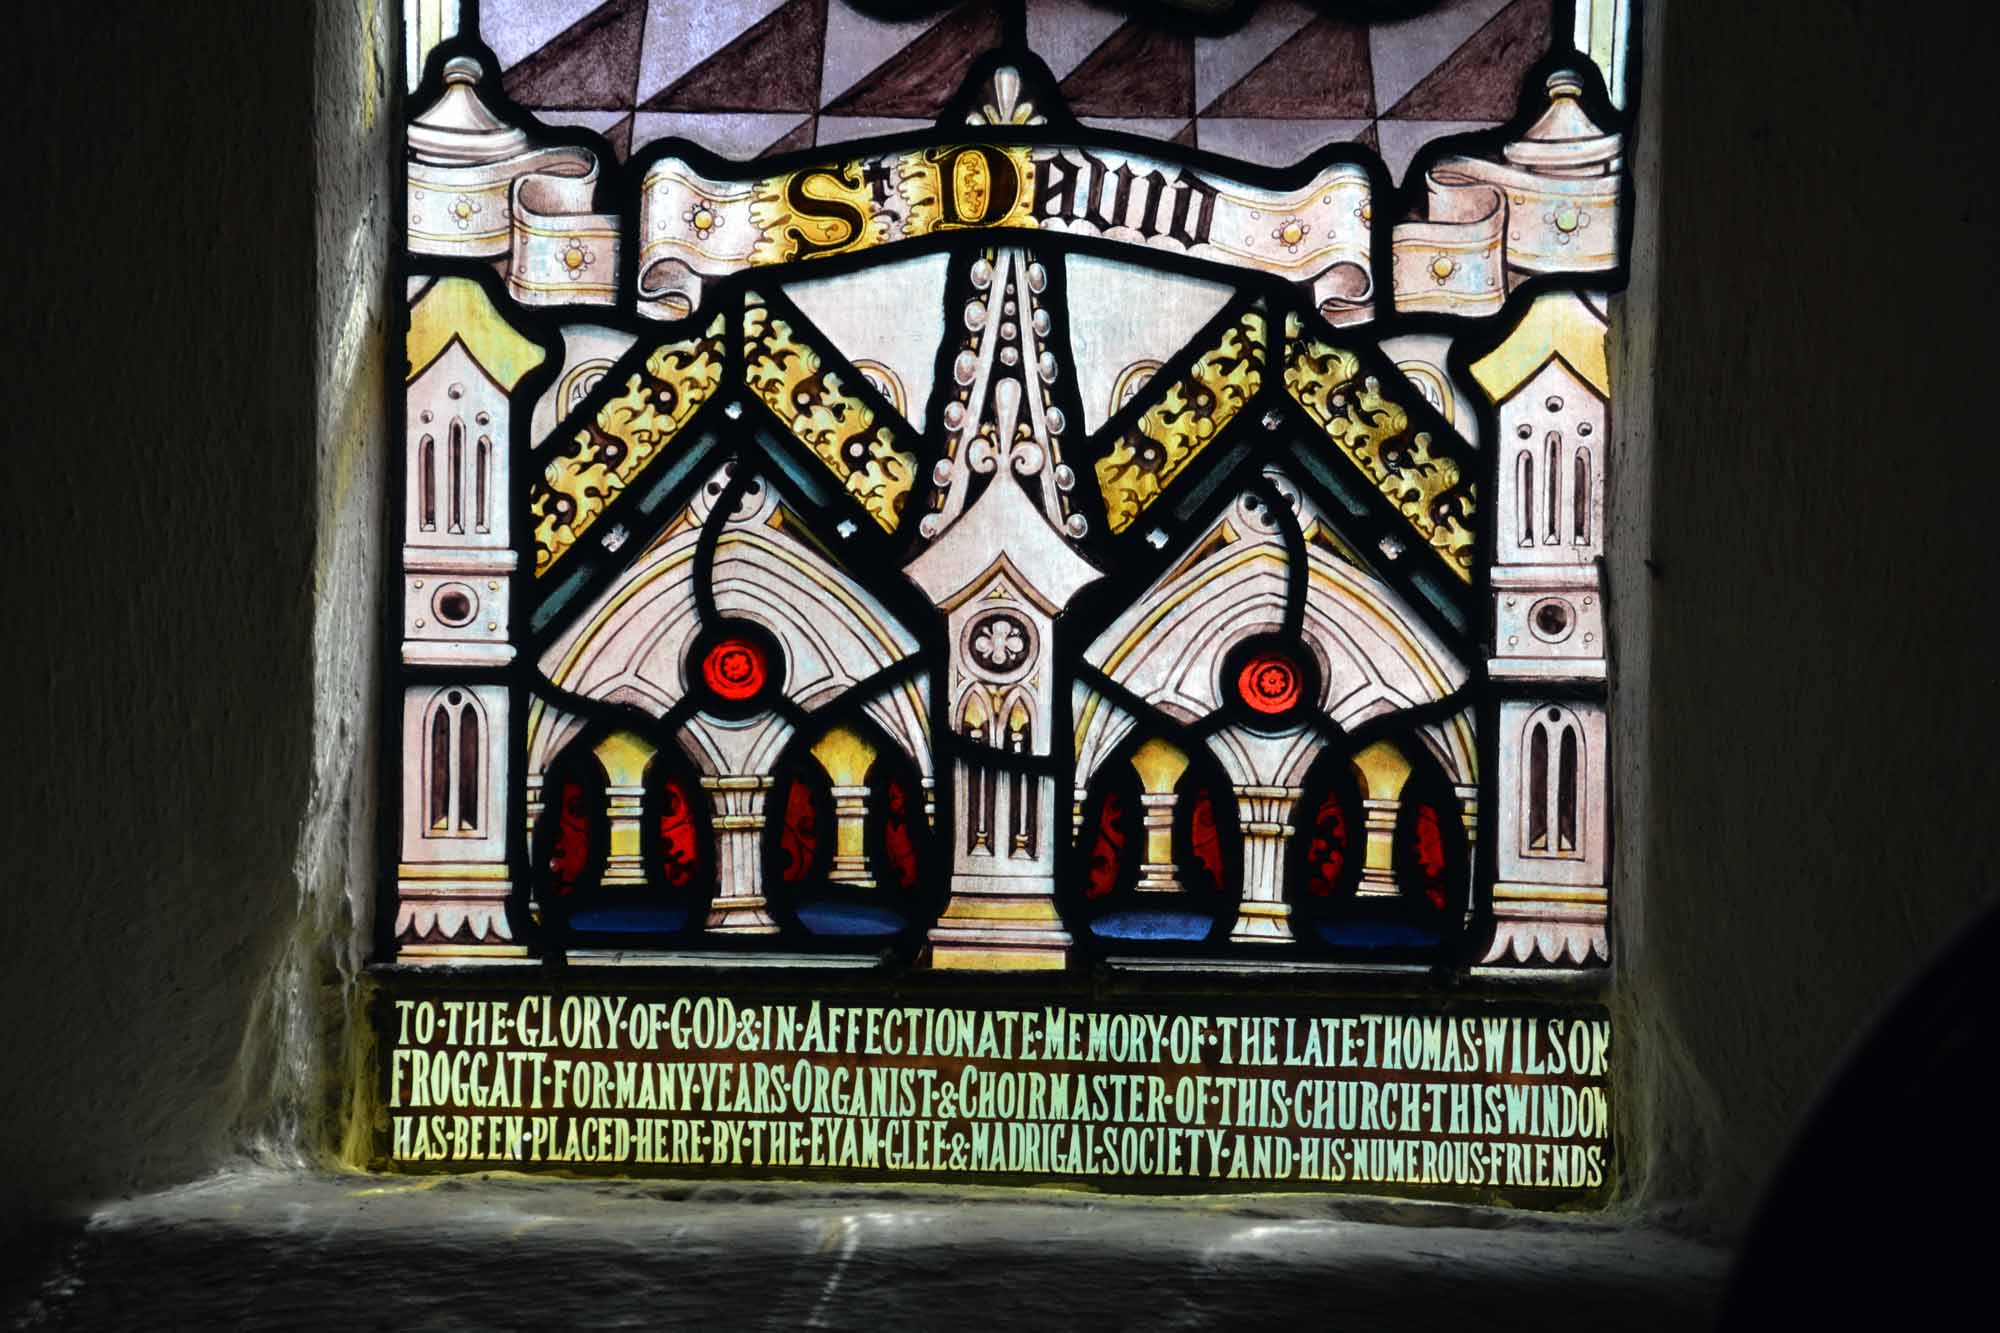 St David
TO·THE·GLORY·OF·GOD·&·IN·AFFECTIONATE·MEMORY·OF·THE LATE·THOMAS·WILSON
FROGGATT·FOR·MANY·YEARS·ORGANIST·&·CHOIRMASTER·OF·THIS·CHURCH·THIS·WINDOW
HAS·BEEN·PLACED·HERE·BY·THE·EYAM·GLEE·&·MADRIGAL·SOCIETY·AND·HIS·NUMEROUS·FRIENDS·